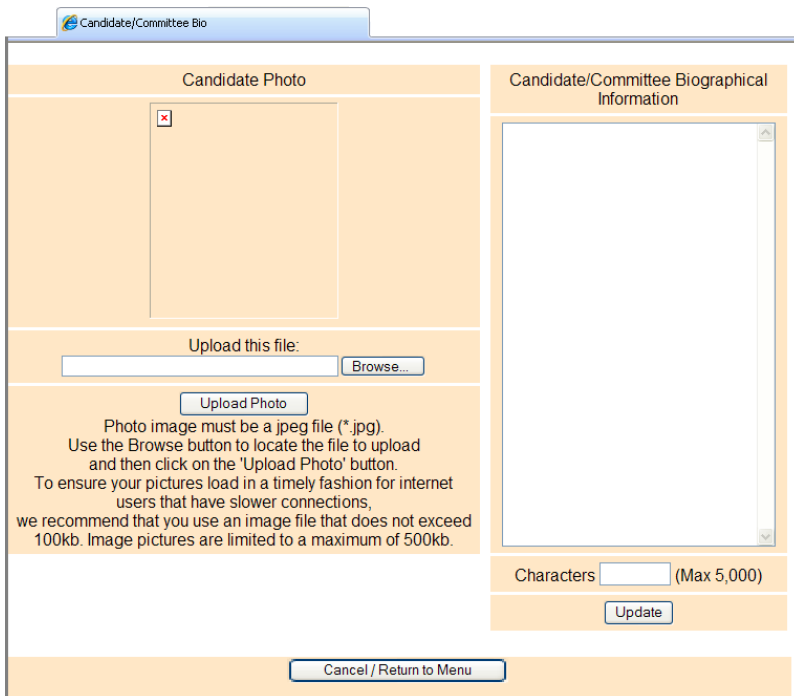 Candidate/Committee Bio
Candidate Photo
Upload this file:
Browse...
Upload Photo
Photo image must be a jpeg file (*.jpg).
Use the Browse button to locate the file to upload
and then click on the 'Upload Photo' button.
To ensure your pictures load in a timely fashion for internet
users that have slower connections,
we recommend that you use an image file that does not exceed
100kb. Image pictures are limited to a maximum of 500kb.
Candidate/Committee Biographical
Information
Characters (Max 5,000)
Update
Cancel / Return to Menu